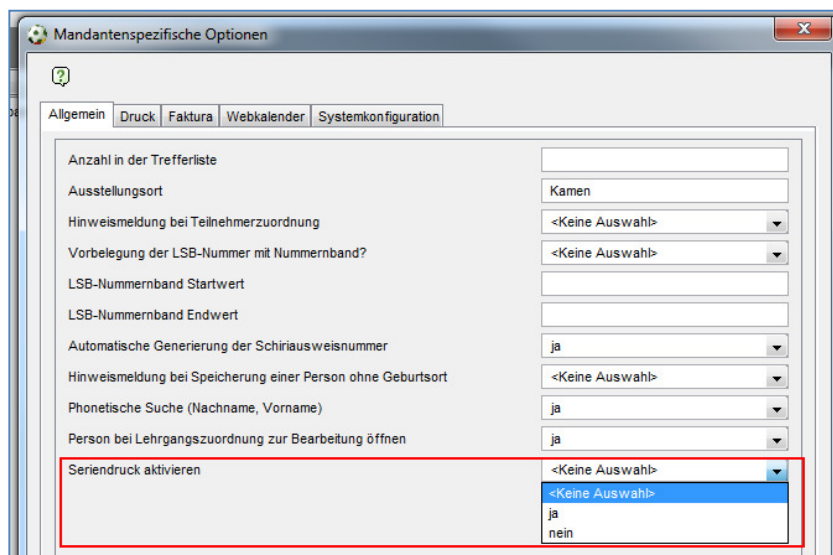 Mandantenspezifische Optionen
Allgemein Druck Faktura Webkalender Systemkonfiguration
Anzahl in der Trefferliste
Ausstellungsort Kamen
Hinweismeldung bei Teilnehmerzuordnung <Keine Auswahl>
Vorbelegung der LSB-Nummer mit Nummernband? <Keine Auswahl>
LSB-Nummernband Startwert
LSB-Nummernband Endwert
Automatische Generierung der Schiriausweisnummer ja
Hinweismeldung bei Speicherung einer Person ohne Geburtsort <Keine Auswahl>
Phonetische Suche (Nachname, Vorname) ja
Person bei Lehrgangszuordnung zur Bearbeitung öffnen ja
Seriendruck aktivieren <Keine Auswahl>
<Keine Auswahl>
ja
nein